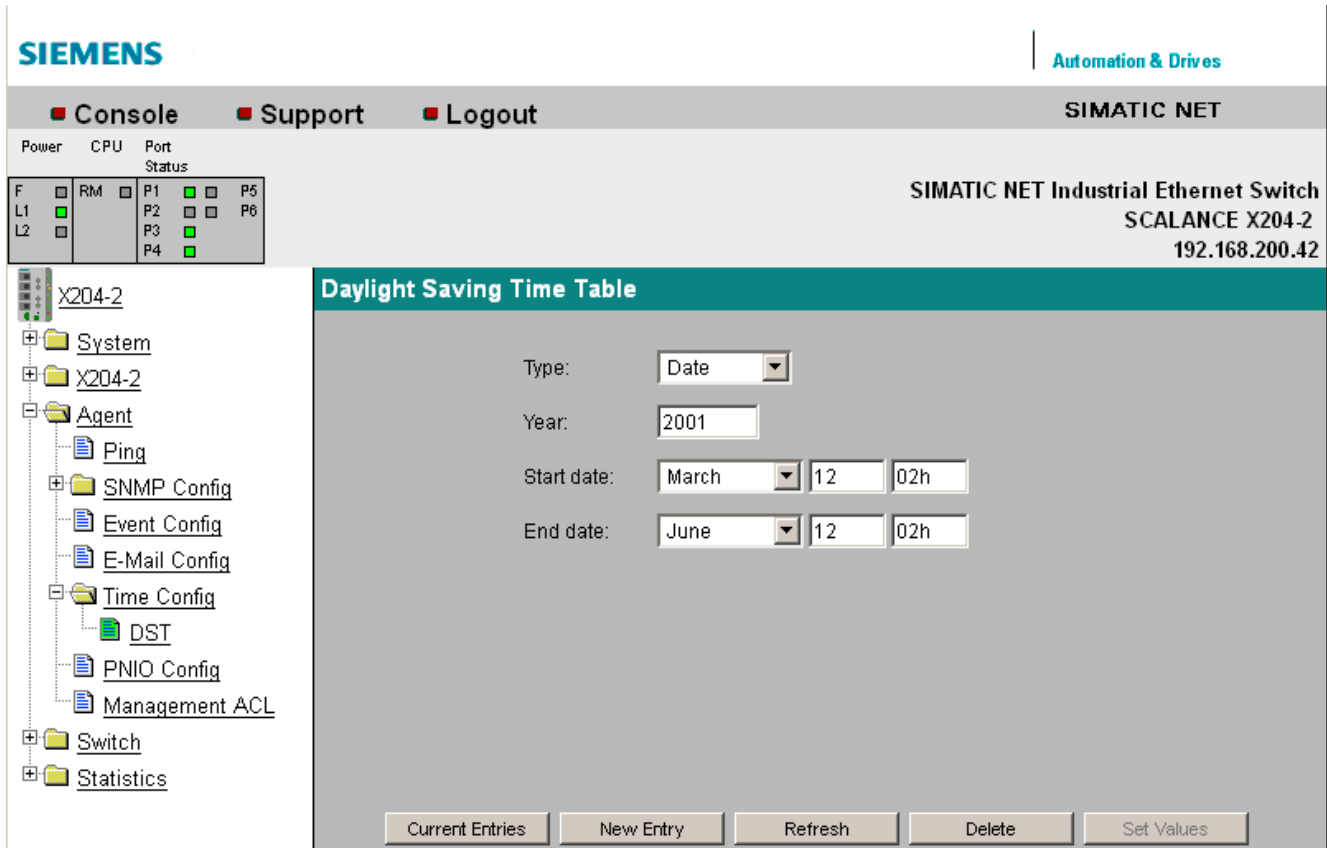 SIEMENS
Automation & Drives
Console Support Logout SIMATIC NET
Power CPU Port Status
F RM P1 P5
L1 P2 P6
L2 P3
P4
SIMATIC NET Industrial Ethernet Switch
SCALANCE X204-2
192.168.200.42
X204-2
System
X204-2
Agent
Ping
SNMP Config
Event Config
E-Mail Config
Time Config
DST
PNIO Config
Management ACL
Switch
Statistics
Daylight Saving Time Table
Type: Date
Year: 2001
Start date: March 12 02h
End date: June 12 02h
Current Entries New Entry Refresh Delete Set Values